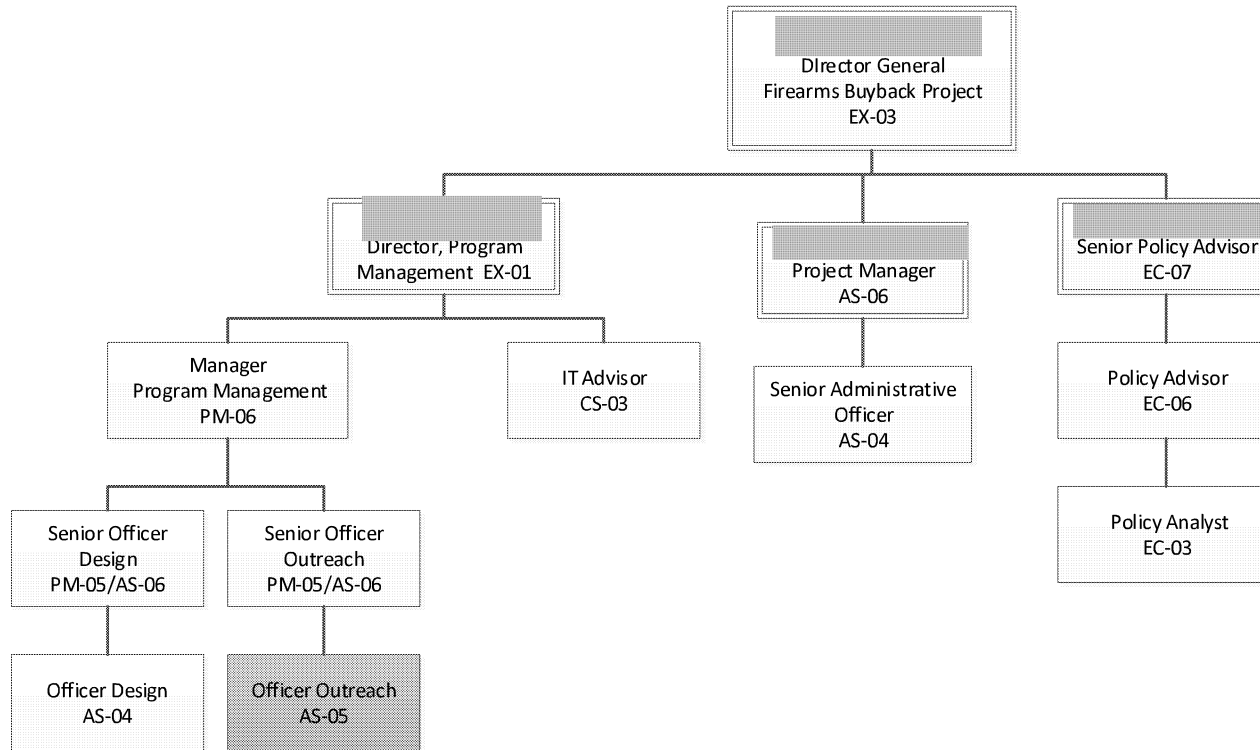 DIrector General
Firearms Buyback Project
EX-03
Director, Program
Management EX-01
Project Manager
AS-06
Senior Policy Advisor
EC-07
Manager
Program Management
PM-06
IT Advisor
CS-03
Senior Administrative
Officer
AS-04
Policy Advisor
EC-06
Policy Analyst
EC-03
Senior Officer
Design
PM-05/AS-06
Senior Officer
Outreach
PM-05/AS-06
Officer Design
AS-04
Officer Outreach
AS-05